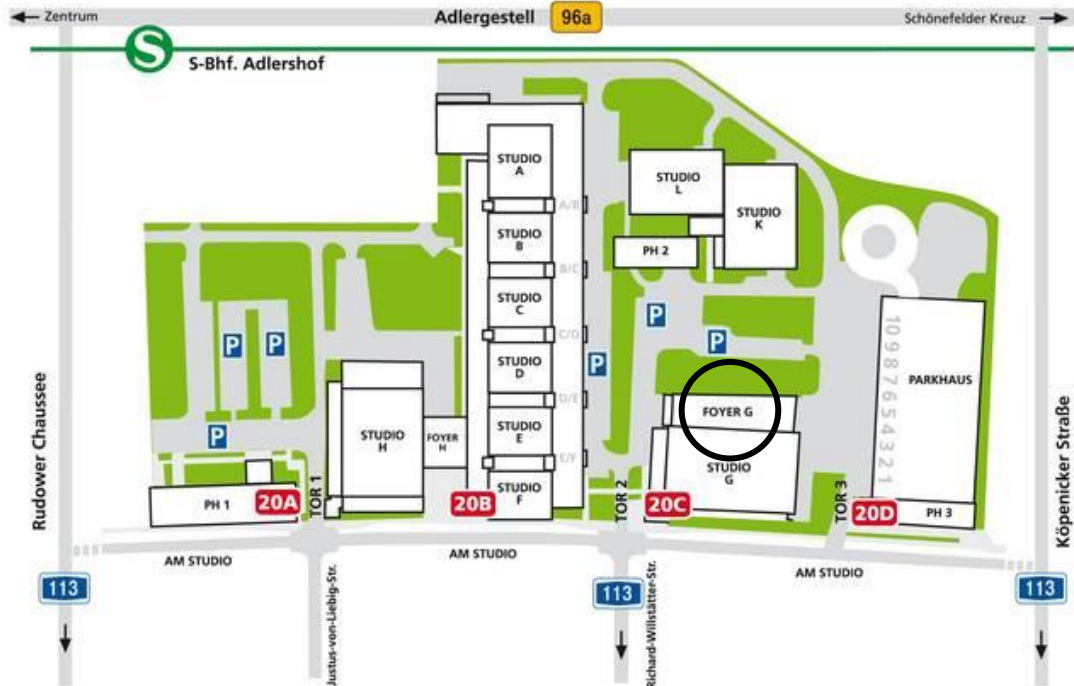 Zentrum
Adlergestell
96a
Schönefelder Kreuz
S
S-Bhf. Adlershof
STUDIO
A
A/B
STUDIO
L
STUDIO
K
STUDIO
B
PH 2
B/C
STUDIO
C
P
C/D
P
P
P
P
STUDIO
D
D/E
P
10 9 8 7 6 5 4 3 2 1
PARKHAUS
FOYER G
Rudower Chaussee
STUDIO
H
FOYER
H
STUDIO
E
E/F
STUDIO
G
Köpenicker Straße
PH 1
20A
TOR 1
20B
STUDIO
F
TOR 2
20C
TOR 3
20D
PH 3
AM STUDIO
AM STUDIO
AM STUDIO
113
Justus-von-Liebig-Str.
113
Richard-Willstätter-Str.
113